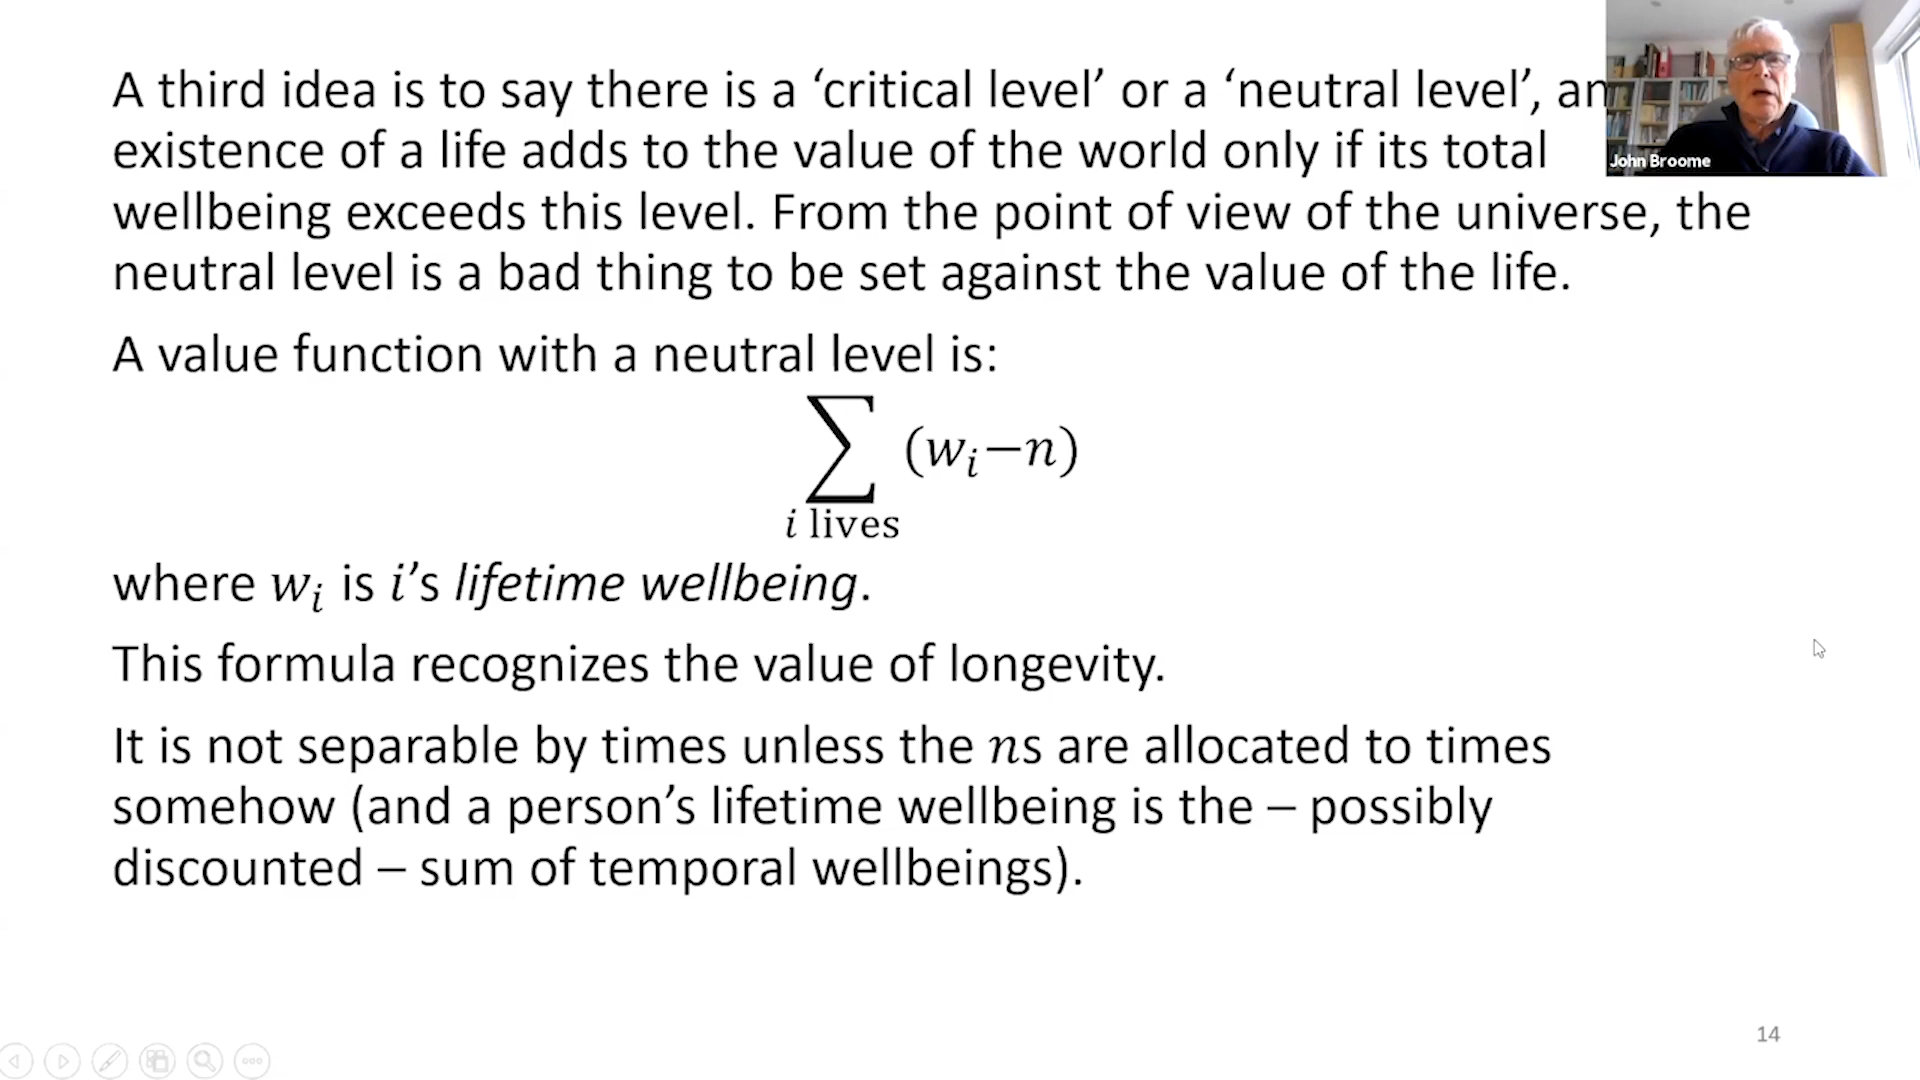 A third idea is to say there is a ‘critical level’ or a ‘neutral level’, an
existence of a life adds to the value of the world only if its total
wellbeing exceeds this level. From the point of view of the universe, the
neutral level is a bad thing to be set against the value of the life.
John Broome
A value function with a neutral level is:
∑ (wᵢ−n)
i lives
where wᵢ is i’s lifetime wellbeing.
This formula recognizes the value of longevity.
It is not separable by times unless the ns are allocated to times
somehow (and a person’s lifetime wellbeing is the – possibly
discounted – sum of temporal wellbeings).
14